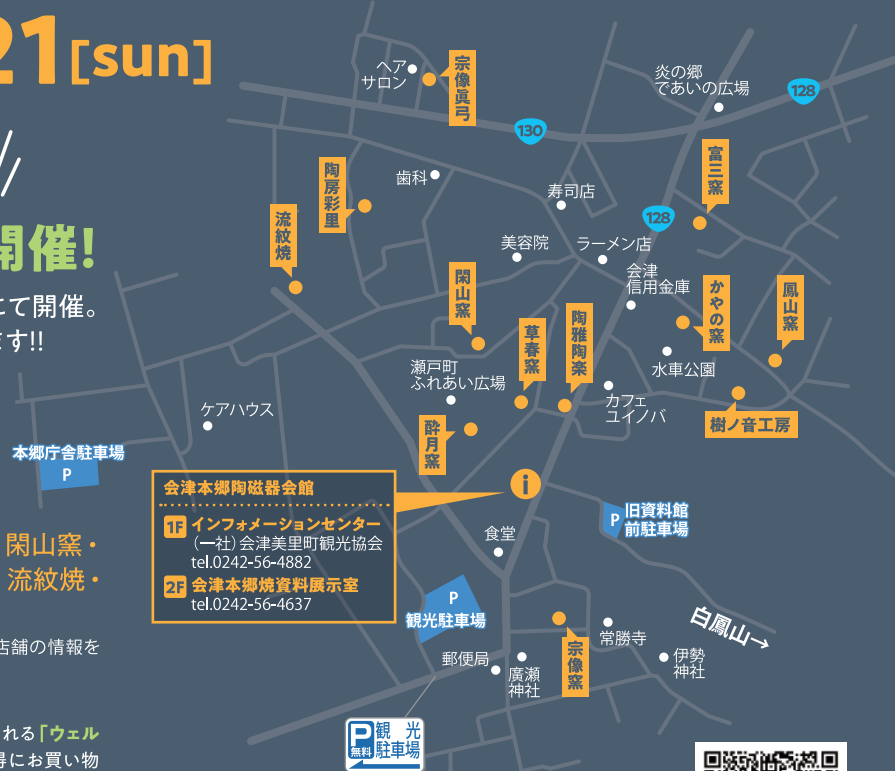 21[sun]
開催!
にて開催。
ます!!
閑山窯・
流紋焼・
店舗の情報を
れる「ウェル
得にお買い物
ヘア
サロン
宗像眞弓
炎の郷
であいの広場
128
130
歯科
陶房彩里
流紋焼
寿司店
128
富三窯
美容院
ラーメン店
会津
信用金庫
閑山窯
草春窯
陶雅陶楽
かやの窯
鳳山窯
水車公園
瀬戸町
ふれあい広場
カフェ
ユイノバ
樹ノ音工房
酔月窯
ケアハウス
本郷庁舎駐車場
P
会津本郷陶磁器会館
1F インフォメーションセンター
(一社)会津美里町観光協会
tel.0242-56-4882
2F 会津本郷焼資料展示室
tel.0242-56-4637
i
P 旧資料館
前駐車場
食堂
P
観光駐車場
宗像窯
常勝寺
白鳳山→
伊勢
神社
郵便局
廣瀬
神社
P 無料 観光
駐車場